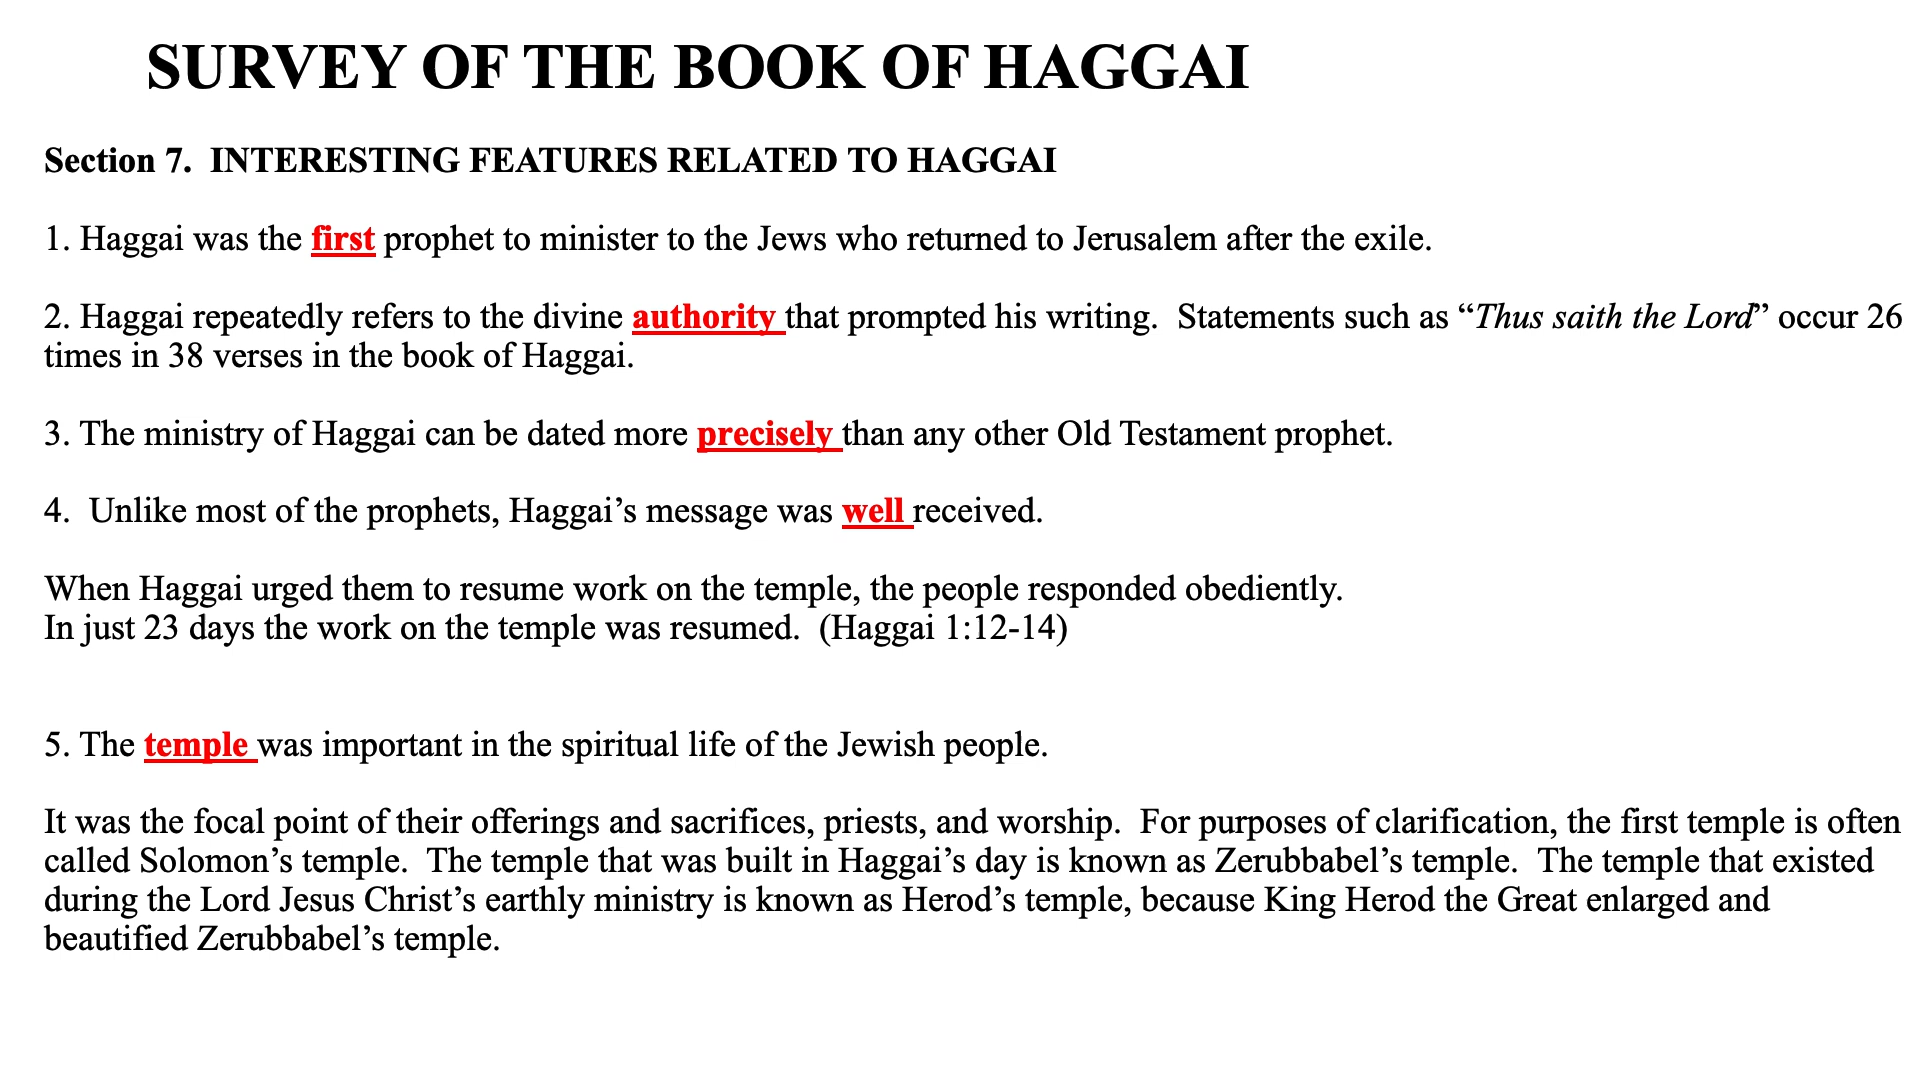 SURVEY OF THE BOOK OF HAGGAI
Section 7.  INTERESTING FEATURES RELATED TO HAGGAI
1. Haggai was the first prophet to minister to the Jews who returned to Jerusalem after the exile.
2. Haggai repeatedly refers to the divine authority that prompted his writing.  Statements such as “Thus saith the Lord” occur 26
times in 38 verses in the book of Haggai.
3. The ministry of Haggai can be dated more precisely than any other Old Testament prophet.
4.  Unlike most of the prophets, Haggai’s message was well received.
When Haggai urged them to resume work on the temple, the people responded obediently.
In just 23 days the work on the temple was resumed.  (Haggai 1:12-14)
5. The temple was important in the spiritual life of the Jewish people.
It was the focal point of their offerings and sacrifices, priests, and worship.  For purposes of clarification, the first temple is often
called Solomon’s temple.  The temple that was built in Haggai’s day is known as Zerubbabel’s temple.  The temple that existed
during the Lord Jesus Christ’s earthly ministry is known as Herod’s temple, because King Herod the Great enlarged and
beautified Zerubbabel’s temple.